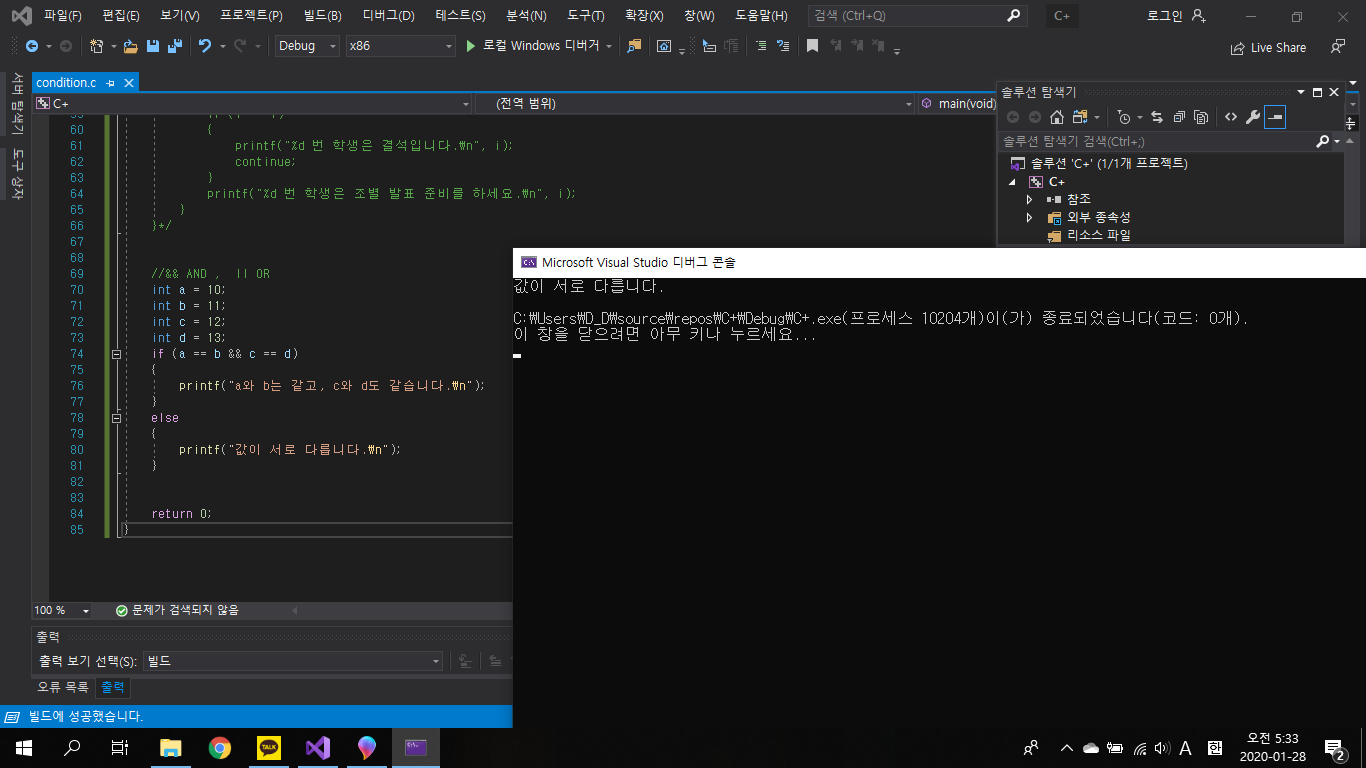 파일(F) 편집(E) 보기(V) 프로젝트(P) 빌드(B) 디버그(D) 테스트(S) 분석(N) 도구(T) 확장(X) 창(W) 도움말(H) 검색 (Ctrl+Q) C+ 로그인
Debug x86 로컬 Windows 디버거 Live Share
서버 탐색기
도구 상자
condition.c
C+ (전역 범위) main(void)
60 {
61 printf("%d 번 학생은 결석입니다.₩n", i);
62 continue;
63 }
64 printf("%d 번 학생은 조별 발표 준비를 하세요.₩n", i);
65 }
66 }*/
67
68
69 //&& AND , || OR
70 int a = 10;
71 int b = 11;
72 int c = 12;
73 int d = 13;
74 if (a == b && c == d)
75 {
76 printf("a와 b는 같고, c와 d도 같습니다.₩n");
77 }
78 else
79 {
80 printf("값이 서로 다릅니다.₩n");
81 }
82
83
84 return 0;
85 }
100 % 문제가 검색되지 않음
출력
출력 보기 선택(S): 빌드
오류 목록 출력
빌드에 성공했습니다.
솔루션 탐색기
솔루션 탐색기 검색(Ctrl+;)
솔루션 'C+' (1/1개 프로젝트)
C+
참조
외부 종속성
리소스 파일
Microsoft Visual Studio 디버그 콘솔
값이 서로 다릅니다.
C:₩Users₩D_D₩source₩repos₩C+₩Debug₩C+.exe(프로세스 10204개)이(가) 종료되었습니다(코드: 0개).
이 창을 닫으려면 아무 키나 누르세요...
TALK
A 한 오전 5:33
2020-01-28
2